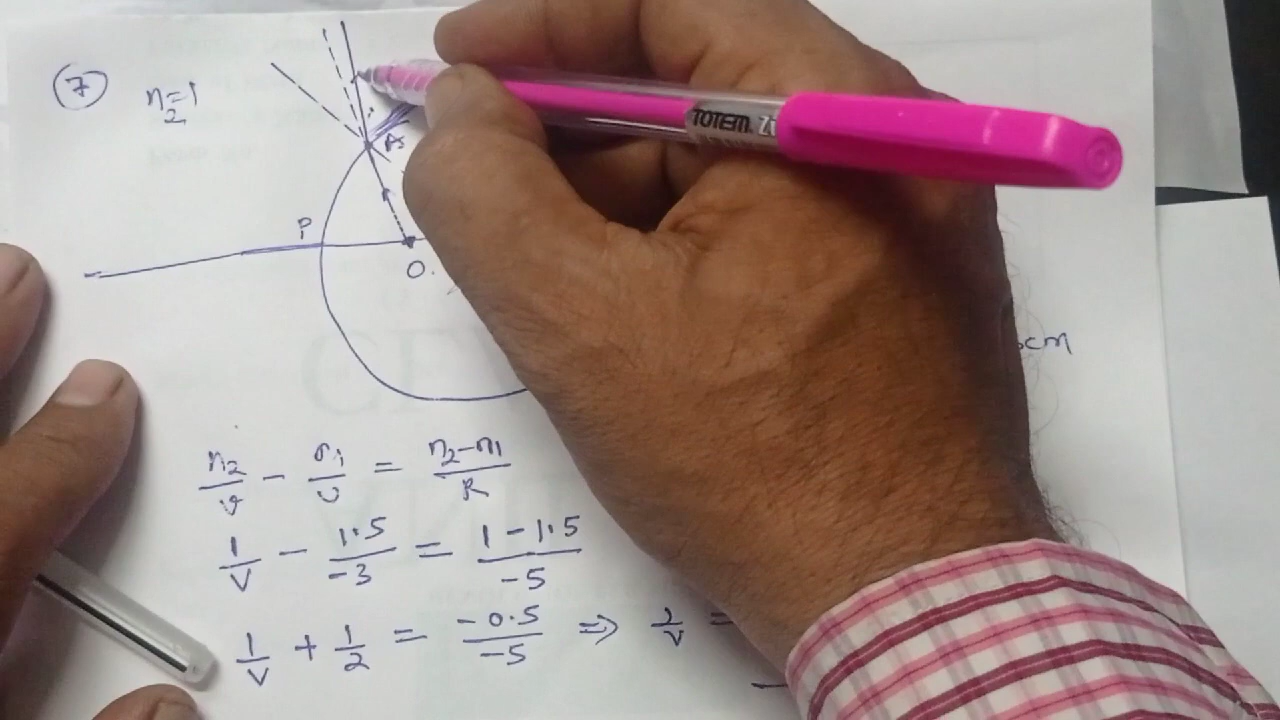 7
n₂=1
A
P
O.
cm
n₂/v - n₁/u = n₂-n₁/R
1/v - 1.5/-3 = 1-1.5/-5
1/v + 1/2 = -0.5/-5 ⇒ 1/v =
TOTEM